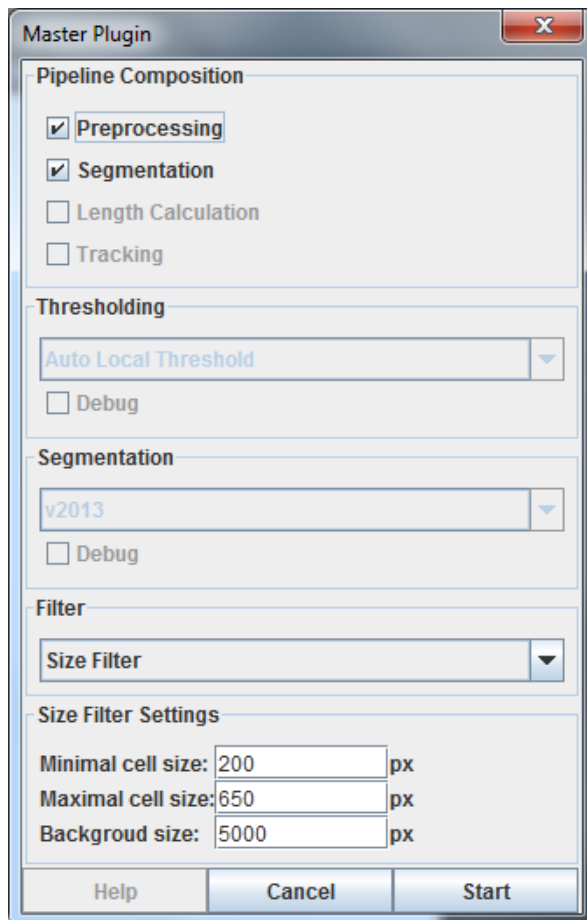 Master Plugin
Pipeline Composition
Preprocessing
Segmentation
Length Calculation
Tracking
Thresholding
Auto Local Threshold
Debug
Segmentation
v2013
Debug
Filter
Size Filter
Size Filter Settings
Minimal cell size: 200 px
Maximal cell size: 650 px
Backgroud size: 5000 px
Help Cancel Start